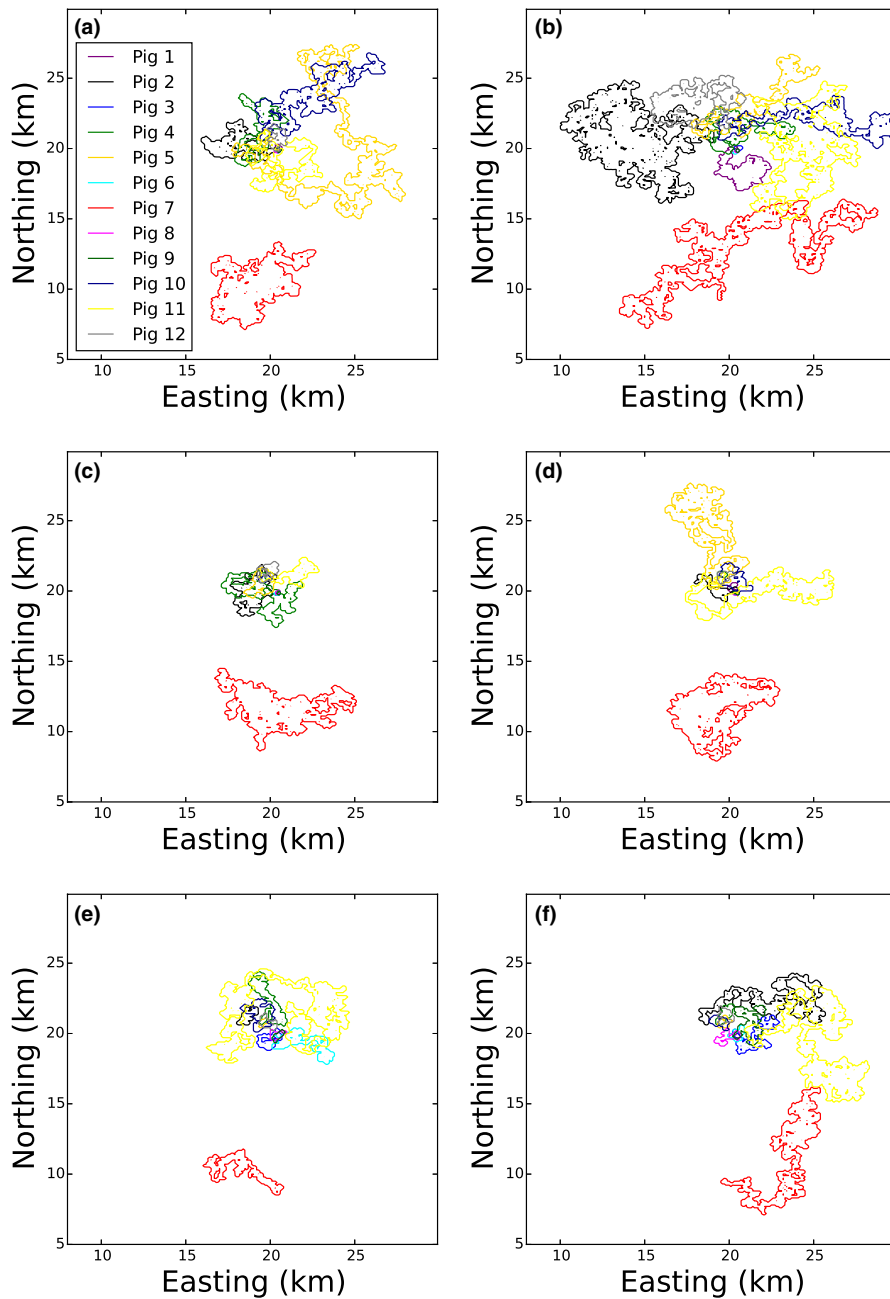 (a)
Pig 1
Pig 2
Pig 3
Pig 4
Pig 5
Pig 6
Pig 7
Pig 8
Pig 9
Pig 10
Pig 11
Pig 12
25
20
15
10
5
Northing (km)
10 15 20 25
Easting (km)
(b)
25
20
15
10
5
Northing (km)
10 15 20 25
Easting (km)
(c)
25
20
15
10
5
Northing (km)
10 15 20 25
Easting (km)
(d)
25
20
15
10
5
Northing (km)
10 15 20 25
Easting (km)
(e)
25
20
15
10
5
Northing (km)
10 15 20 25
Easting (km)
(f)
25
20
15
10
5
Northing (km)
10 15 20 25
Easting (km)